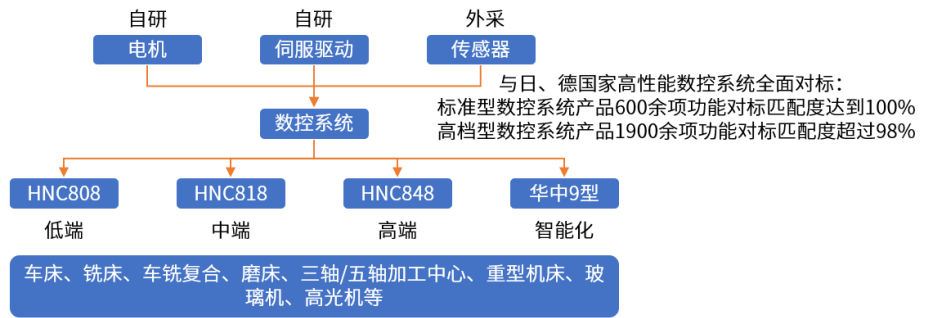 自研
自研
外采
电机
伺服驱动
传感器
与日、德国家高性能数控系统全面对标：
标准型数控系统产品600余项功能对标匹配度达到100%
高档型数控系统产品1900余项功能对标匹配度超过98%
数控系统
HNC808
HNC818
HNC848
华中9型
低端
中端
高端
智能化
车床、铣床、车铣复合、磨床、三轴/五轴加工中心、重型机床、玻
璃机、高光机等